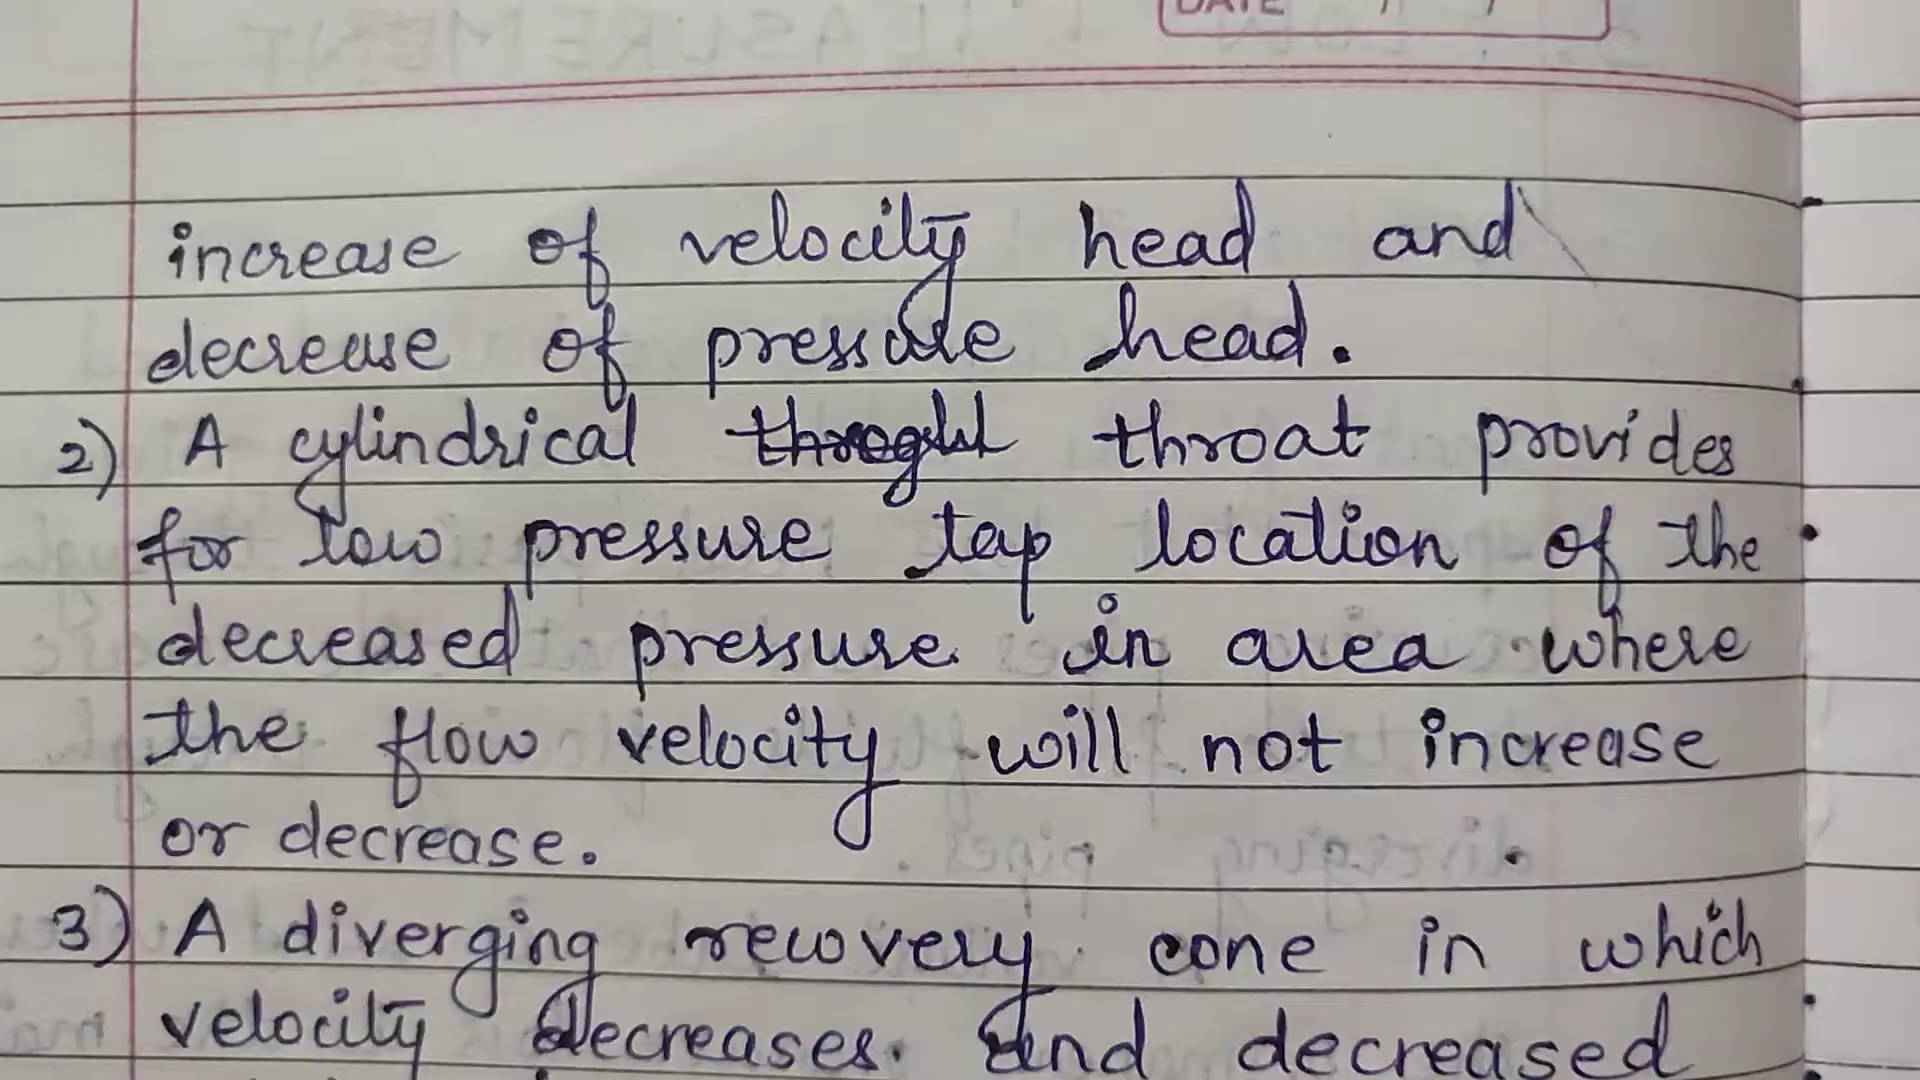 DATE / /
increase of velocity head and
decrease of pressure head.
2) A cylindrical throat provides
for low pressure tap location of the
decreased pressure in area where
the flow velocity will not increase
or decrease.
3) A diverging recovery cone in which
velocity decreases. And decreased